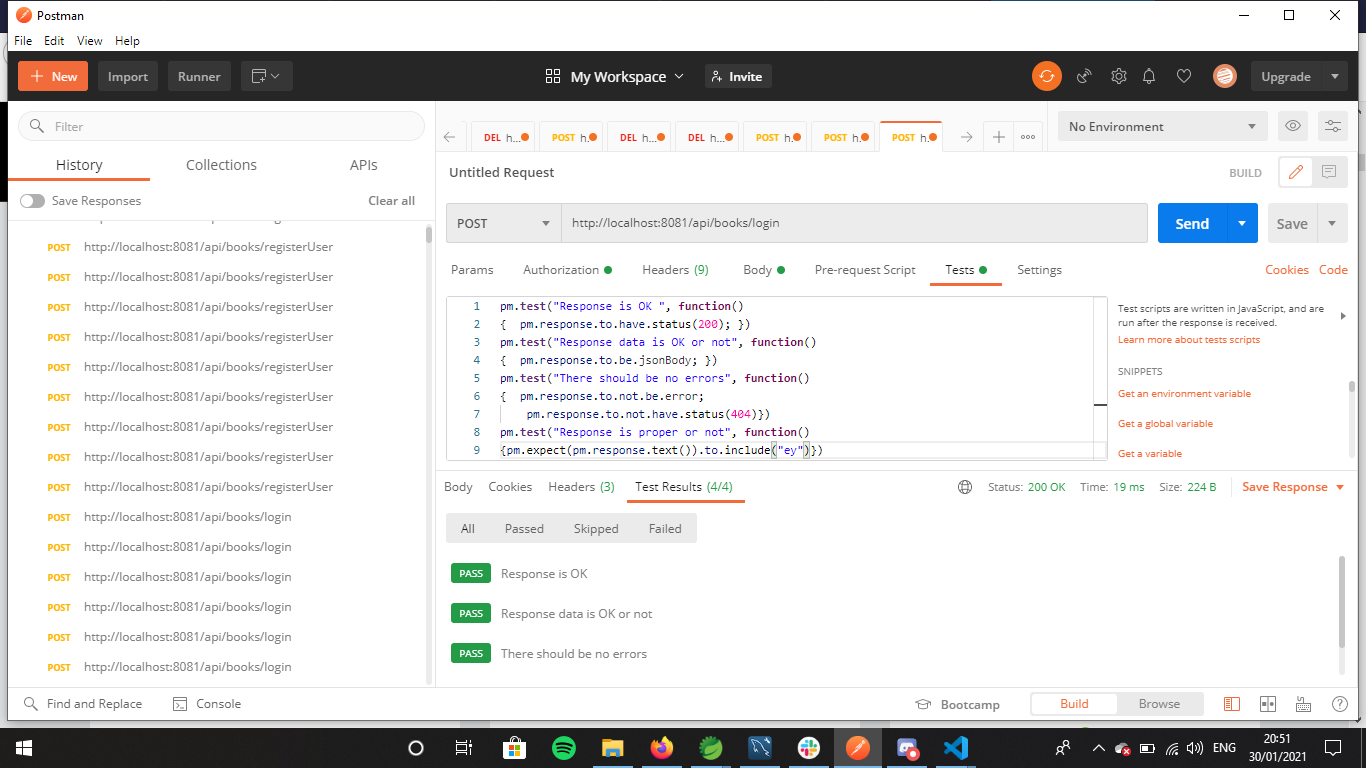 Postman
File Edit View Help
New Import Runner My Workspace Invite Upgrade
Filter
History Collections APIs
Save Responses Clear all
POST http://localhost:8081/api/books/registerUser
POST http://localhost:8081/api/books/registerUser
POST http://localhost:8081/api/books/registerUser
POST http://localhost:8081/api/books/registerUser
POST http://localhost:8081/api/books/registerUser
POST http://localhost:8081/api/books/registerUser
POST http://localhost:8081/api/books/registerUser
POST http://localhost:8081/api/books/registerUser
POST http://localhost:8081/api/books/registerUser
POST http://localhost:8081/api/books/login
POST http://localhost:8081/api/books/login
POST http://localhost:8081/api/books/login
POST http://localhost:8081/api/books/login
POST http://localhost:8081/api/books/login
POST http://localhost:8081/api/books/login
DEL h... POST h. DEL h... DEL h... POST h. POST h. POST h. No Environment
Untitled Request BUILD
POST http://localhost:8081/api/books/login Send Save
Params Authorization Headers (9) Body Pre-request Script Tests Settings Cookies Code
1 pm.test("Response is OK ", function()
2 { pm.response.to.have.status(200); })
3 pm.test("Response data is OK or not", function()
4 { pm.response.to.be.jsonBody; })
5 pm.test("There should be no errors", function()
6 { pm.response.to.not.be.error;
7 pm.response.to.not.have.status(404)})
8 pm.test("Response is proper or not", function()
9 {pm.expect(pm.response.text()).to.include("ey")})
Test scripts are written in JavaScript, and are
run after the response is received.
Learn more about tests scripts
SNIPPETS
Get an environment variable
Get a global variable
Get a variable
Body Cookies Headers (3) Test Results (4/4) Status: 200 OK Time: 19 ms Size: 224 B Save Response
All Passed Skipped Failed
PASS Response is OK
PASS Response data is OK or not
PASS There should be no errors
Find and Replace Console Bootcamp Build Browse
ENG 20:51
30/01/2021